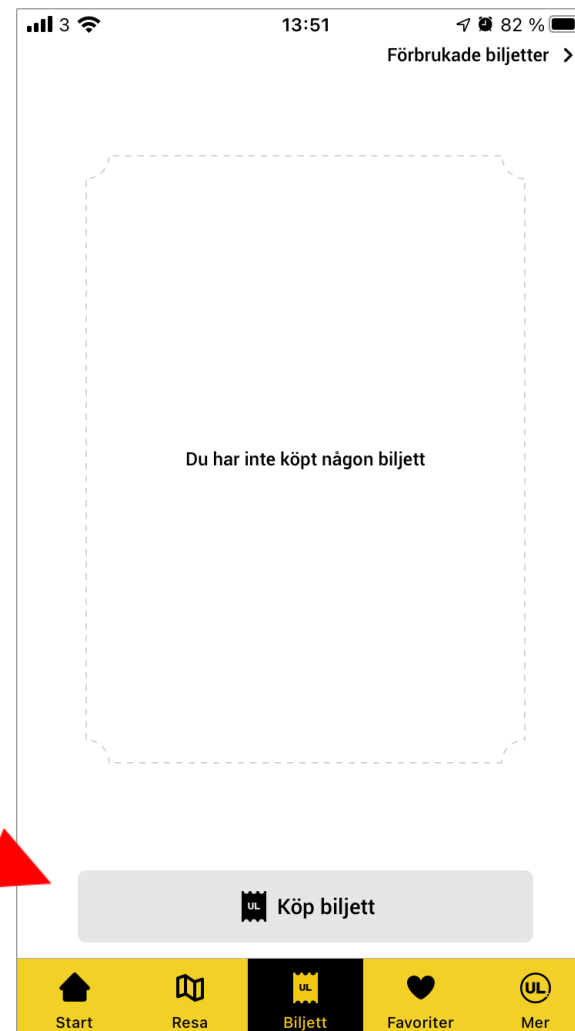 3 13:51 82 %
Förbrukade biljetter >
Du har inte köpt någon biljett
UL Köp biljett
UL UL
Start Resa Biljett Favoriter Mer